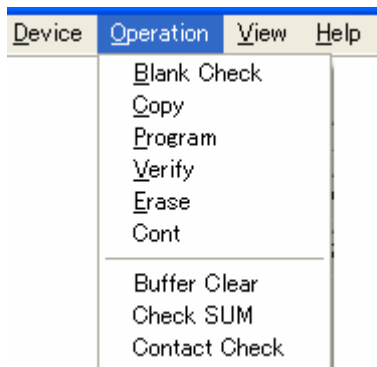 Device Operation View Help
Blank Check
Copy
Program
Verify
Erase
Cont
Buffer Clear
Check SUM
Contact Check